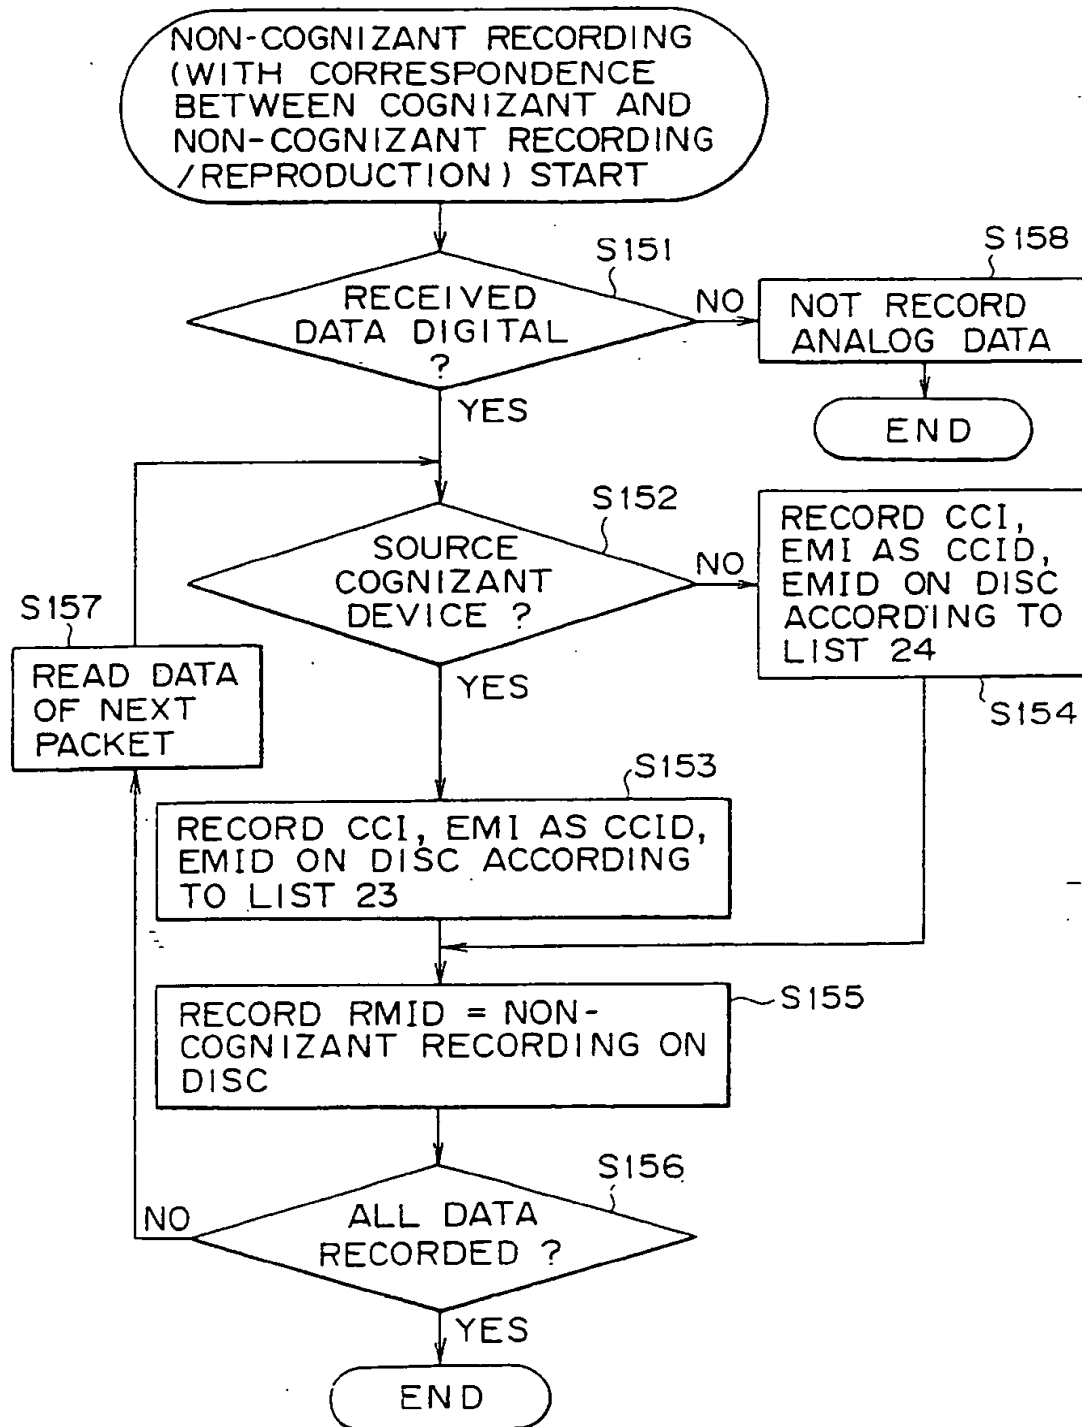 NON-COGNIZANT RECORDING
(WITH CORRESPONDENCE
BETWEEN COGNIZANT AND
NON-COGNIZANT RECORDING
/REPRODUCTION) START
S151
RECEIVED
DATA DIGITAL
?
NO
YES
S158
NOT RECORD
ANALOG DATA
END
S152
SOURCE
COGNIZANT
DEVICE ?
NO
YES
RECORD CCI,
EMI AS CCID,
EMID ON DISC
ACCORDING TO
LIST 24
S154
S157
READ DATA
OF NEXT
PACKET
S153
RECORD CCI, EMI AS CCID,
EMID ON DISC ACCORDING
TO LIST 23
S155
RECORD RMID = NON-
COGNIZANT RECORDING ON
DISC
S156
ALL DATA
RECORDED ?
NO
YES
END